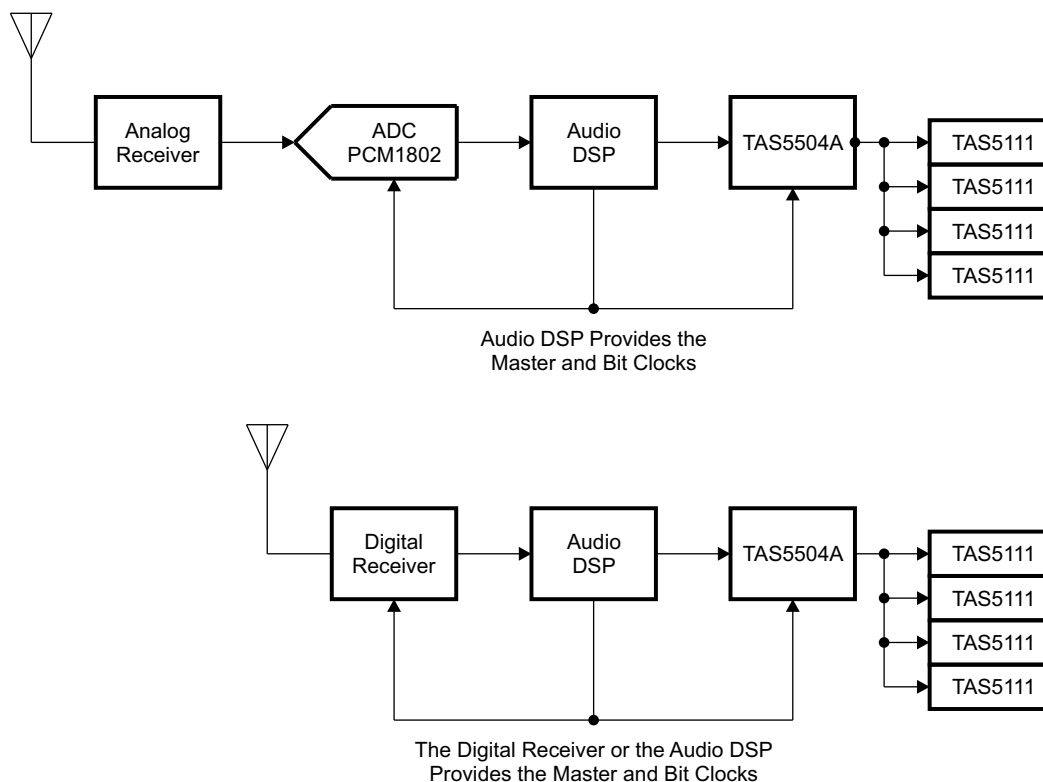 Analog
Receiver
ADC
PCM1802
Audio
DSP
TAS5504A
TAS5111
TAS5111
TAS5111
TAS5111
Audio DSP Provides the
Master and Bit Clocks
Digital
Receiver
Audio
DSP
TAS5504A
TAS5111
TAS5111
TAS5111
TAS5111
The Digital Receiver or the Audio DSP
Provides the Master and Bit Clocks